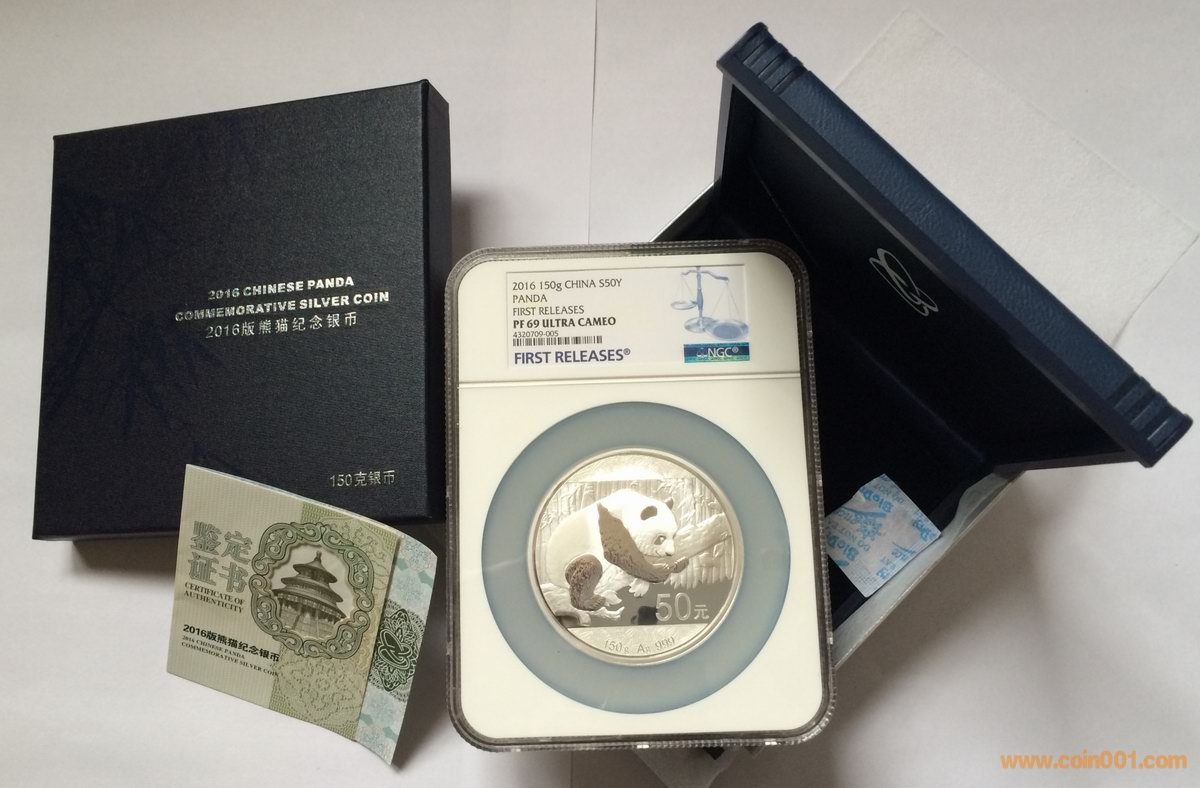 2016 CHINESE PANDA
COMMEMORATIVE SILVER COIN
2016版熊猫纪念银币
150克银币
鉴定
证书
CERTIFICATE OF
AUTHENTICITY
2016版熊猫纪念银币
2016 CHINESE PANDA
COMMEMORATIVE SILVER COIN
2016 150g CHINA S50Y
PANDA
FIRST RELEASES
PF 69 ULTRA CAMEO
4320709-005
FIRST RELEASES®
NGC®
50元
150g Ag .999
DO NOT
www.coin001.com